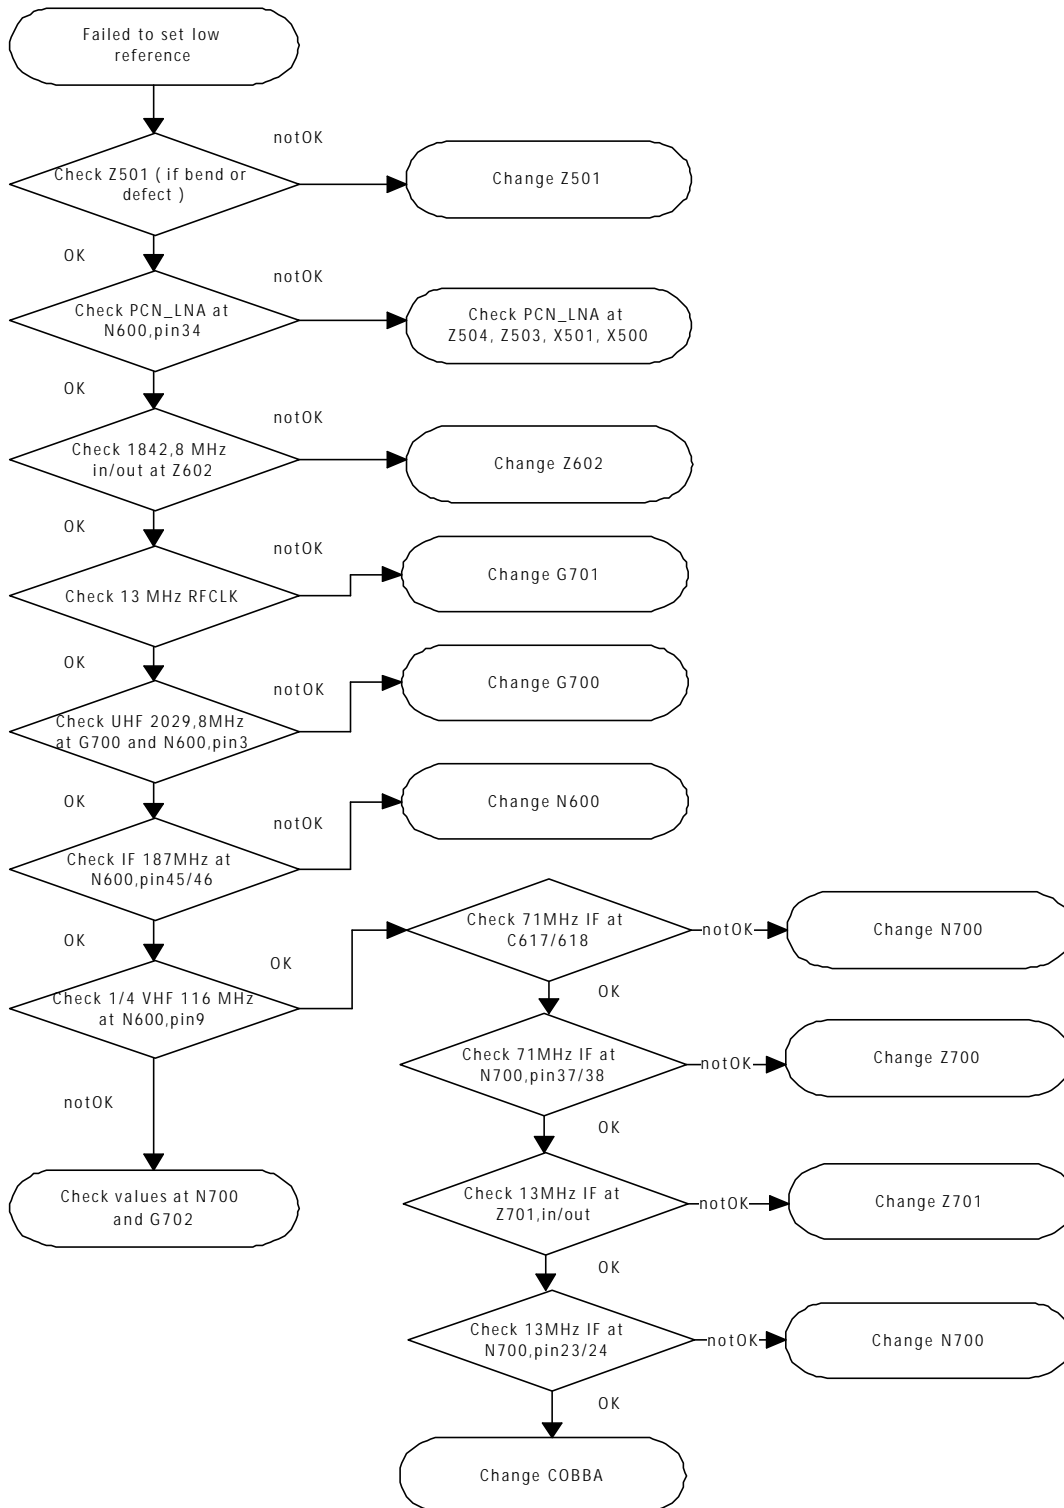 Failed to set low
reference
notOK
Check Z501 ( if bend or
defect )
Change Z501
OK
notOK
Check PCN_LNA at
N600,pin34
Check PCN_LNA at
Z504, Z503, X501, X500
OK
notOK
Check 1842,8 MHz
in/out at Z602
Change Z602
OK
notOK
Check 13 MHz RFCLK
Change G701
OK
notOK
Check UHF 2029,8MHz
at G700 and N600,pin3
Change G700
OK
notOK
Check IF 187MHz at
N600,pin45/46
Change N600
OK
OK
Check 1/4 VHF 116 MHz
at N600,pin9
notOK
Check values at N700
and G702
Check 71MHz IF at
C617/618
notOK
Change N700
OK
Check 71MHz IF at
N700,pin37/38
notOK
Change Z700
OK
Check 13MHz IF at
Z701,in/out
notOK
Change Z701
OK
Check 13MHz IF at
N700,pin23/24
notOK
Change N700
OK
Change COBBA